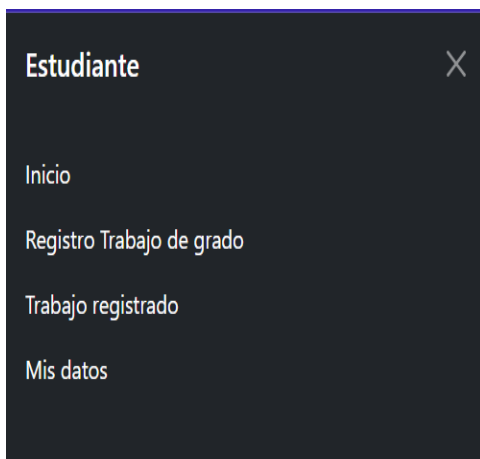 Estudiante
Inicio
Registro Trabajo de grado
Trabajo registrado
Mis datos